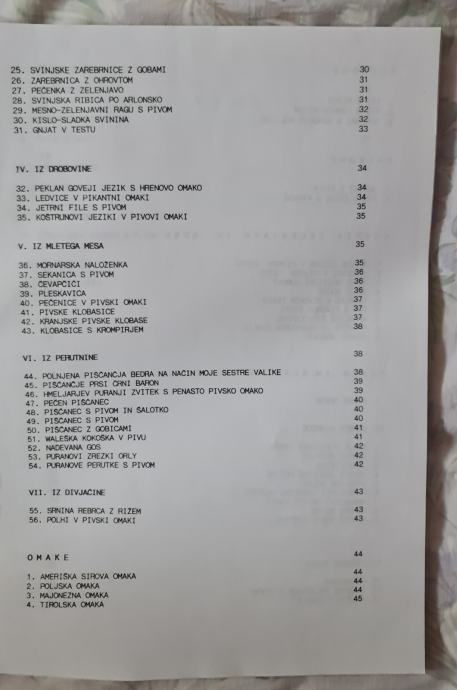 25. SVINJSKE ZAREBRNICE Z GOBAMI 30
26. ZAREBRNICA Z OHROVTOM 31
27. PEČENKA Z ZELENJAVO 31
28. SVINJSKA RIBICA PO ARLONSKO 31
29. MESNO-ZELENJAVNI RAGU S PIVOM 32
30. KISLO-SLADKA SVININA 32
31. GNJAT V TESTU 33
IV. IZ DROBOVINE 34
32. PEKLAN GOVEJI JEZIK S HRENOVO OMAKO 34
33. LEDVICE V PIKANTNI OMAKI 34
34. JETRNI FILE S PIVOM 35
35. KOŠTRUNOVI JEZIKI V PIVOVI OMAKI 35
V. IZ MLETEGA MESA 35
36. MORNARSKA NALOŽENKA 35
37. SEKANICA S PIVOM 36
38. ČEVAPČIČI 36
39. PLESKAVICA 36
40. PEČENICE V PIVSKI OMAKI 37
41. PIVSKE KLOBASICE 37
42. KRANJSKE PIVSKE KLOBASE 37
43. KLOBASICE S KROMPIRJEM 38
VI. IZ PERUTNINE 38
44. POLNJENA PIŠČANČJA BEDRA NA NAČIN MOJE SESTRE VALIKE 38
45. PIŠČANČJE PRSI ČRNI BARON 39
46. HMELJARJEV PURANJI ZVITEK S PENASTO PIVSKO OMAKO 39
47. PEČEN PIŠČANEC 40
48. PIŠČANEC S PIVOM IN ŠALOTKO 40
49. PIŠČANEC S PIVOM 40
50. PIŠČANEC Z GOBICAMI 41
51. WALEŠKA KOKOŠKA V PIVU 41
52. NADEVANA GOS 42
53. PURANOVI ZREZKI ORLY 42
54. PURANOVE PERUTKE S PIVOM 42
VII. IZ DIVJAČINE 43
55. SRNINA REBRCA Z RIŽEM 43
56. POLHI V PIVSKI OMAKI 43
OMAKE 44
1. AMERIŠKA SIROVA OMAKA 44
2. POLJSKA OMAKA 44
3. MAJONEZNA OMAKA 44
4. TIROLSKA OMAKA 45